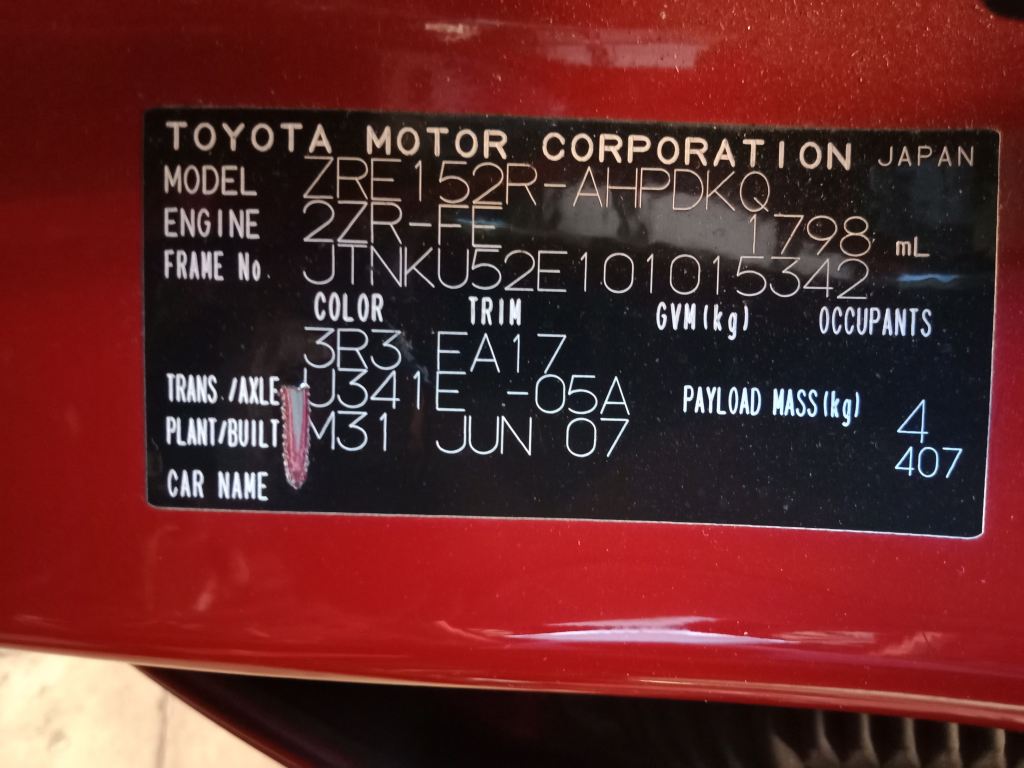 TOYOTA MOTOR CORPORATION JAPAN
MODEL ZRE152R-AHPDKQ
ENGINE 2ZR-FE 1798 mL
FRAME No. JTNKU52E101015342
COLOR TRIM GVM(kg) OCCUPANTS
3R3 EA17
TRANS./AXLE U341E -05A PAYLOAD MASS(kg) 4
PLANT/BUILT M31 JUN 07 407
CAR NAME